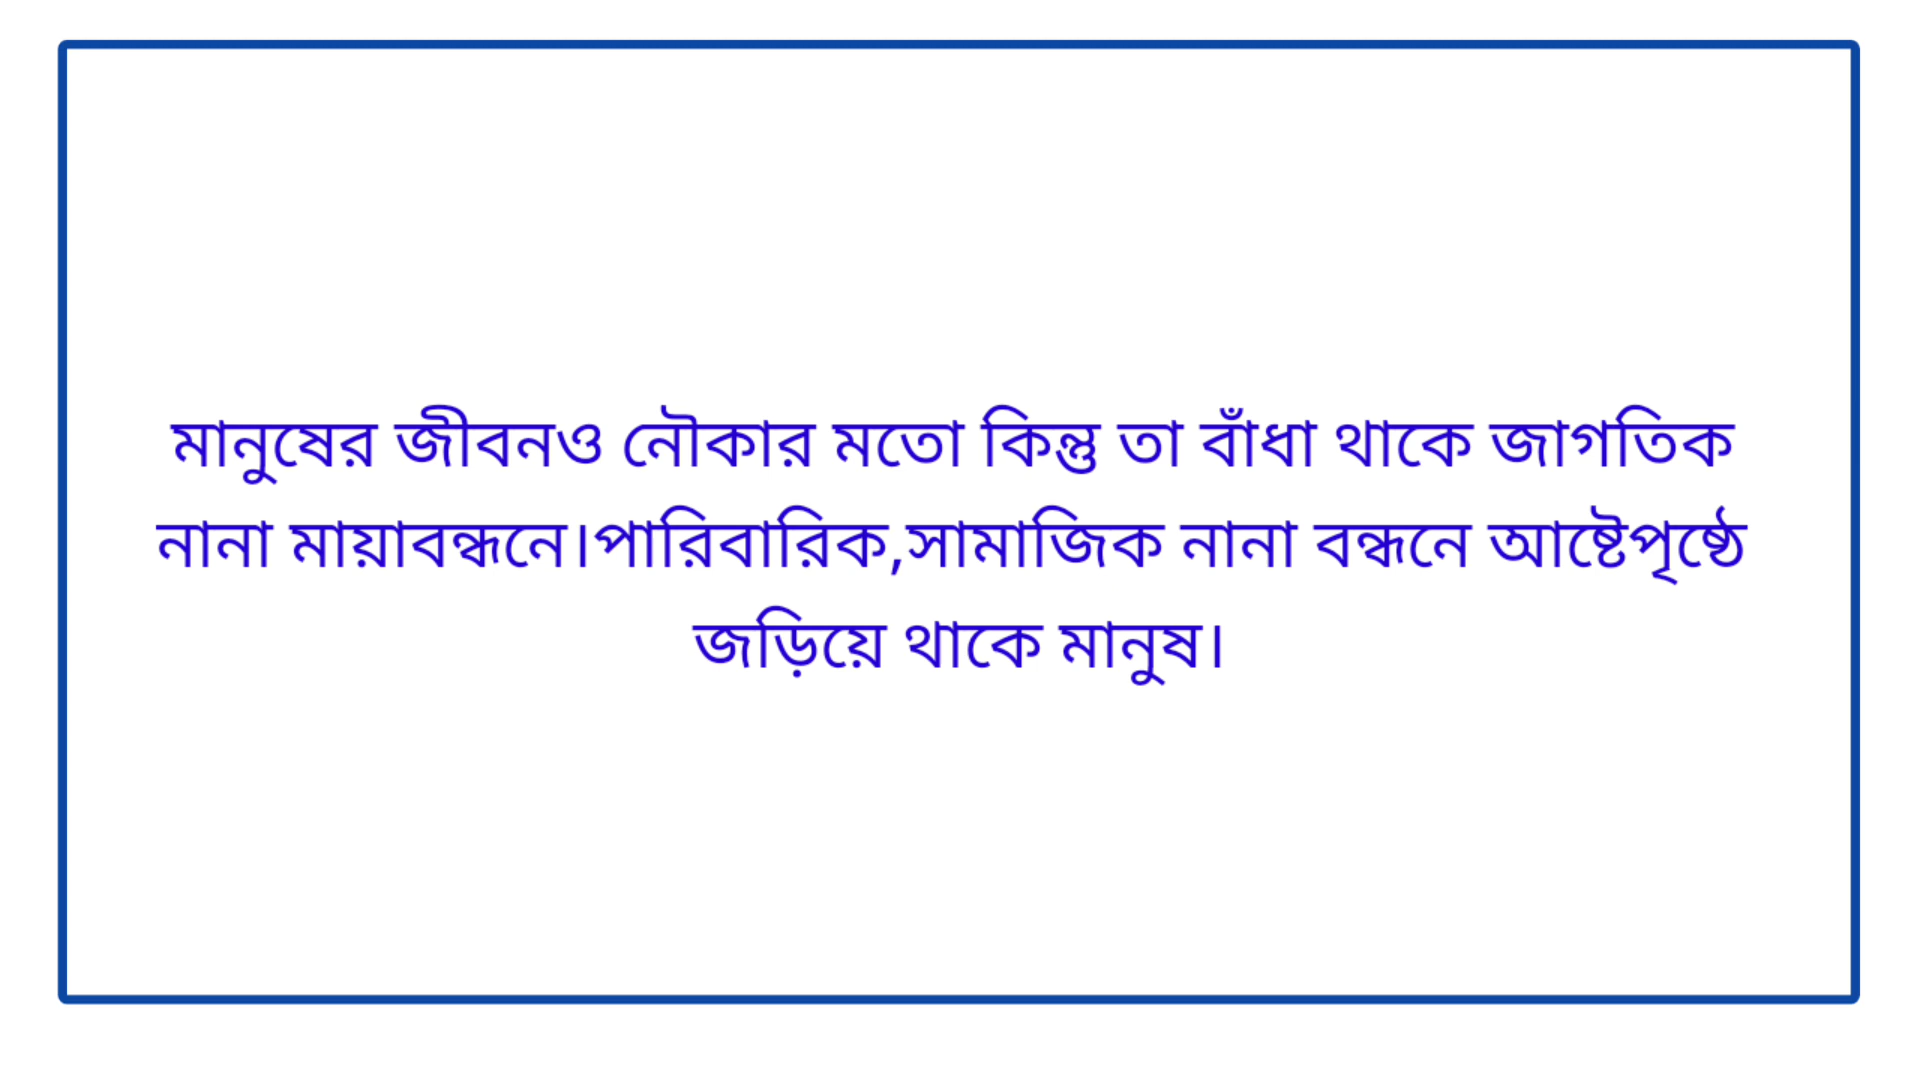 মানুষের জীবনও নৌকার মতো কিন্তু তা বাঁধা থাকে জাগতিক
নানা মায়াবন্ধনে।পারিবারিক,সামাজিক নানা বন্ধনে আষ্টেপৃষ্ঠে
জড়িয়ে থাকে মানুষ।